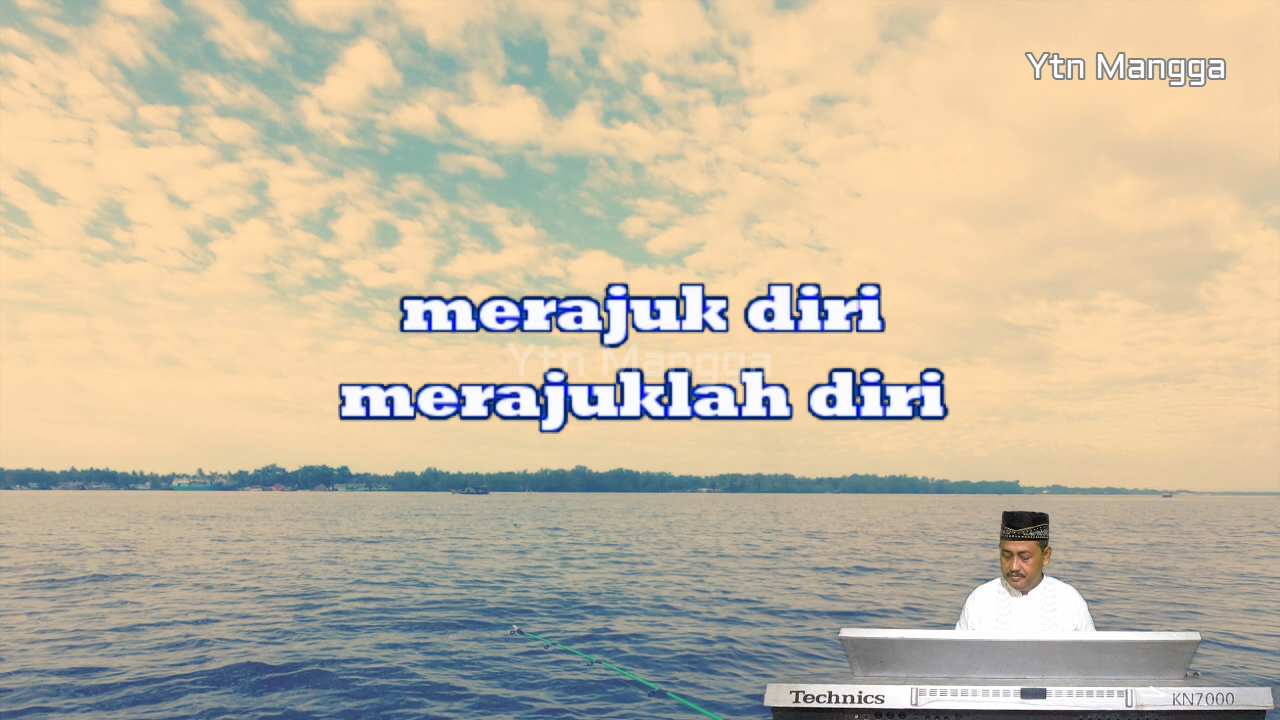 Ytn Mangga
merajuk diri
Ytn Mangga
merajuklah diri
Technics
KN7000